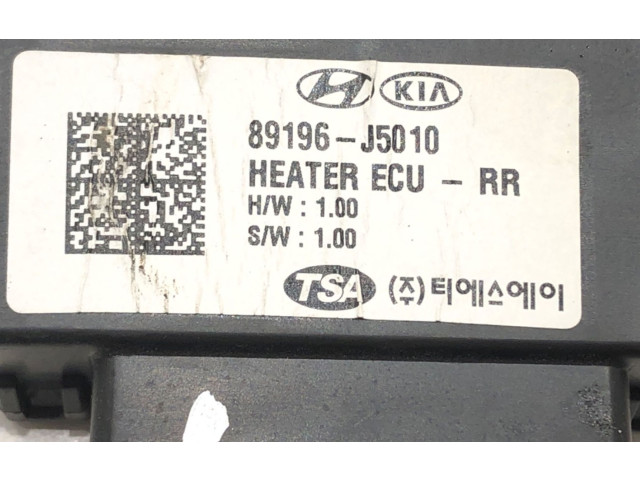 KIA
89196-J5010
HEATER ECU - RR
H/W : 1.00
S/W : 1.00
TSA (주)티에스에이